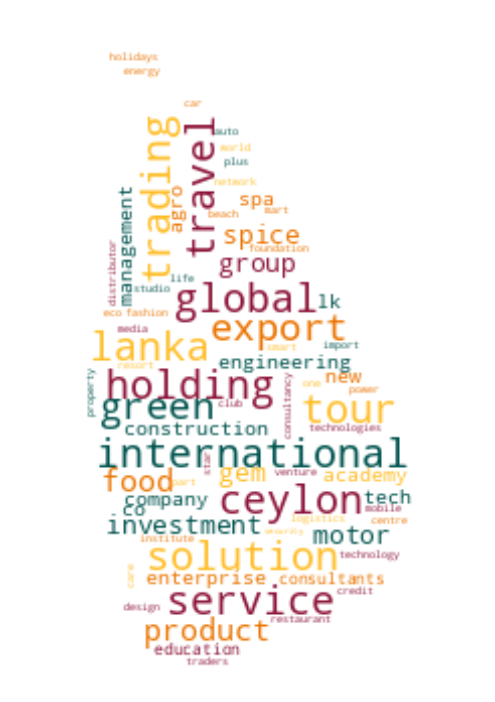 holidays
energy
car
trading
travel
auto
world
plus
network
management
agro
spa
beach
mart
spice
foundation
distributor
group
life
studio
global
lk
eco fashion
media
export
lanka
smart
import
resort
engineering
holding
new
property
one
power
green
club
consultancy
tour
construction
technologies
international
star
food
part
gem
venture
academy
company
co
ceylon
tech
mobile
investment
logistics
centre
security
motor
institute
solution
technology
care
enterprise
consultants
credit
service
design
restaurant
product
education
traders